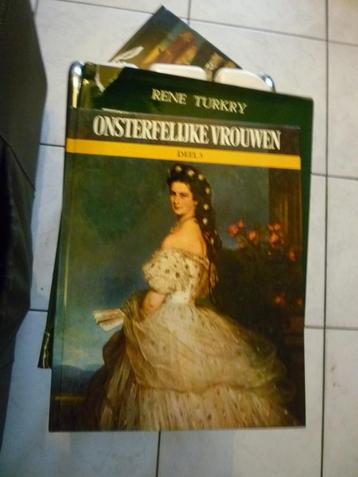 RENE TURKRY
ONSTERFELIJKE VROUWEN
DEEL 3